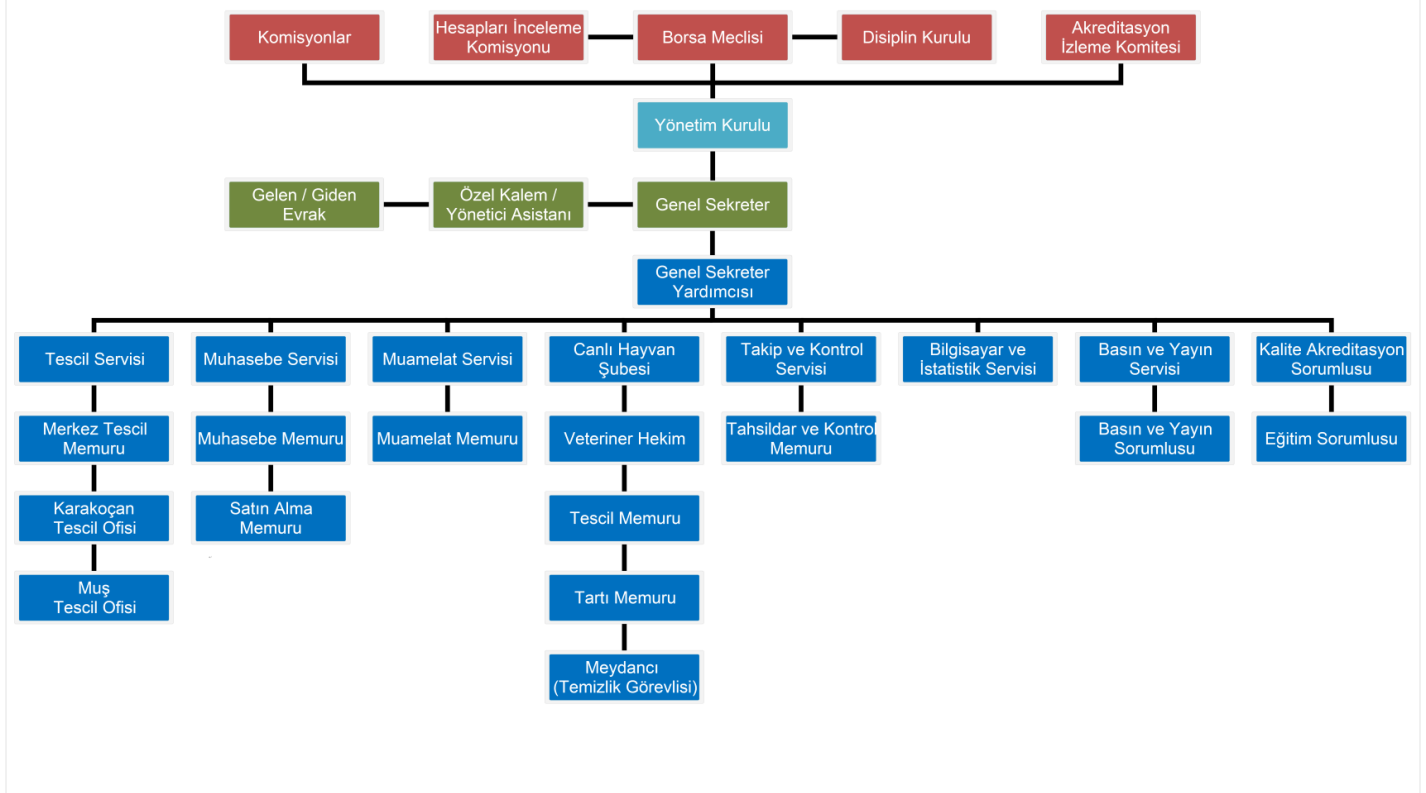 Komisyonlar
Hesapları İnceleme
Komisyonu
Borsa Meclisi
Disiplin Kurulu
Akreditasyon
İzleme Komitesi
Yönetim Kurulu
Gelen / Giden
Evrak
Özel Kalem /
Yönetici Asistanı
Genel Sekreter
Genel Sekreter
Yardımcısı
Tescil Servisi
Muhasebe Servisi
Muamelat Servisi
Canlı Hayvan
Şubesi
Takip ve Kontrol
Servisi
Bilgisayar ve
İstatistik Servisi
Basın ve Yayın
Servisi
Kalite Akreditasyon
Sorumlusu
Merkez Tescil
Memuru
Muhasebe Memuru
Muamelat Memuru
Veteriner Hekim
Tahsildar ve Kontrol
Memuru
Basın ve Yayın
Sorumlusu
Eğitim Sorumlusu
Karakoçan
Tescil Ofisi
Satın Alma
Memuru
Tescil Memuru
Muş
Tescil Ofisi
Tartı Memuru
Meydancı
(Temizlik Görevlisi)